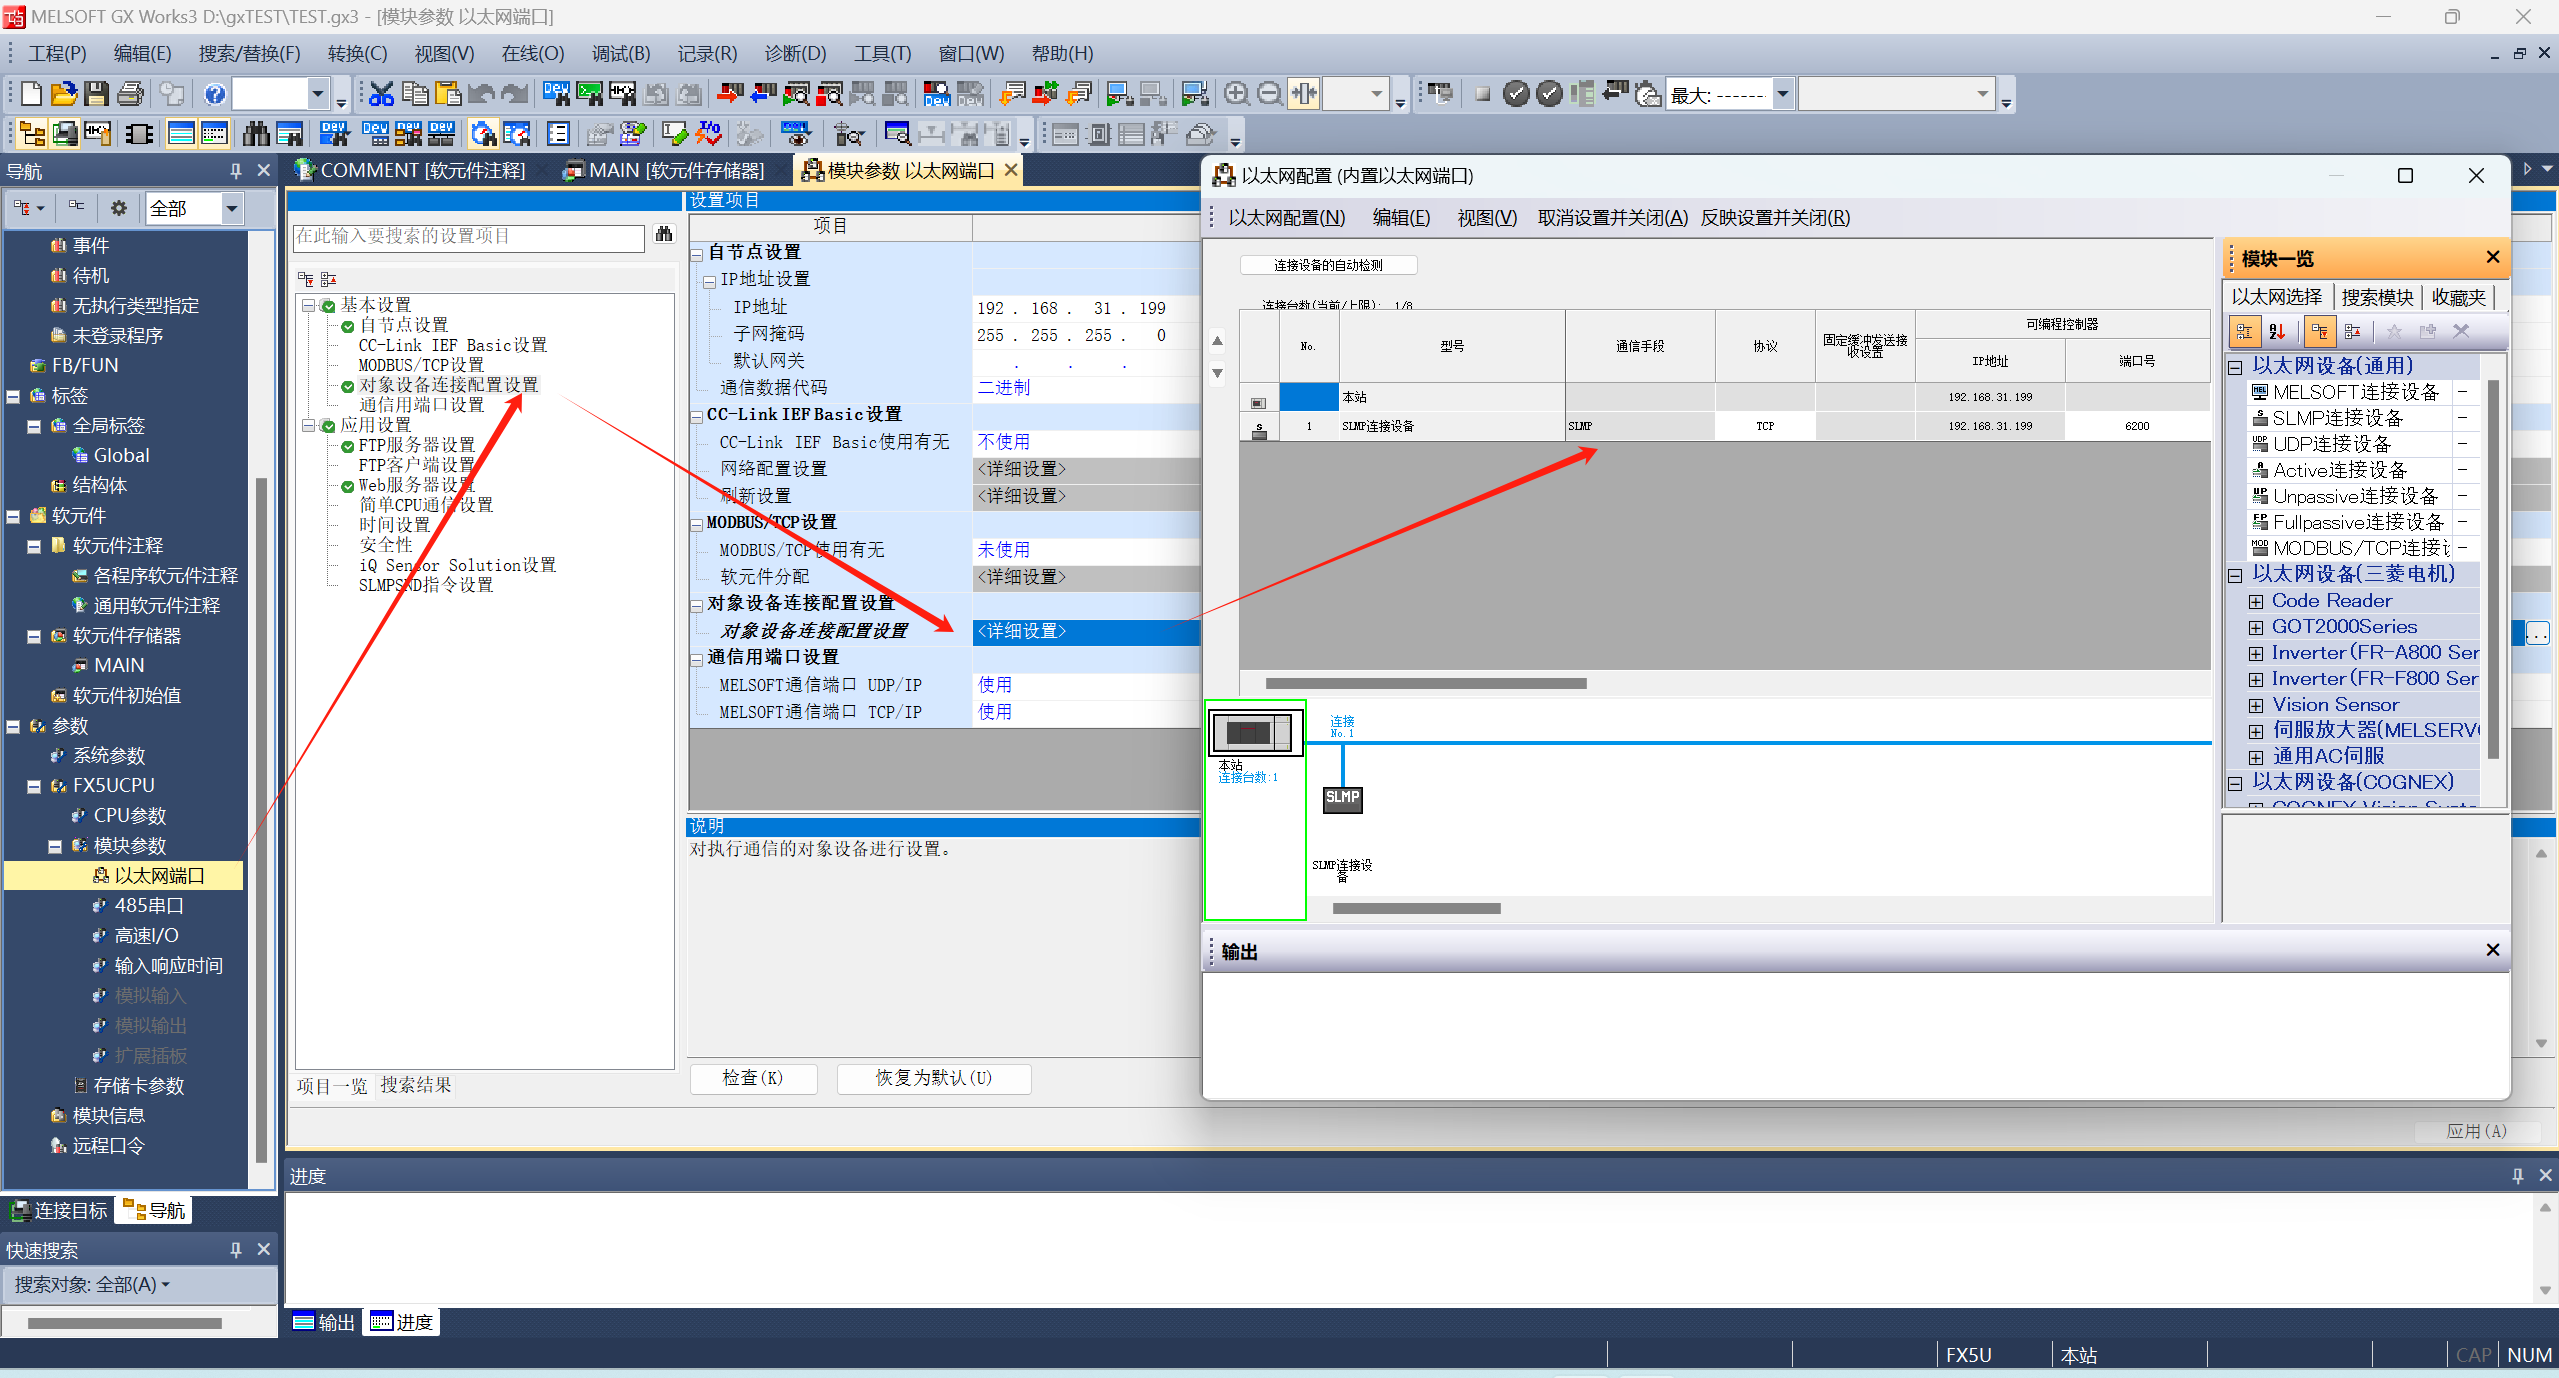 MELSOFT GX Works3 D:\gxTEST\TEST.gx3 - [模块参数 以太网端口]
工程(P) 编辑(E) 搜索/替换(F) 转换(C) 视图(V) 在线(O) 调试(B) 记录(R) 诊断(D) 工具(T) 窗口(W) 帮助(H)
最大: -------
导航
全部
事件
待机
无执行类型指定
未登录程序
FB/FUN
标签
全局标签
Global
结构体
软元件
软元件注释
各程序软元件注释
通用软元件注释
软元件存储器
MAIN
软元件初始值
参数
系统参数
FX5UCPU
CPU参数
模块参数
以太网端口
485串口
高速I/O
输入响应时间
模拟输入
模拟输出
扩展插板
存储卡参数
模块信息
远程口令
连接目标 导航
快速搜索
搜索对象: 全部(A)
COMMENT [软元件注释] MAIN [软元件存储器] 模块参数 以太网端口
在此输入要搜索的设置项目
基本设置
自节点设置
CC-Link IEF Basic设置
MODBUS/TCP设置
对象设备连接配置设置
通信用端口设置
应用设置
FTP服务器设置
FTP客户端设置
Web服务器设置
简单CPU通信设置
时间设置
安全性
iQ Sensor Solution设置
SLMPSND指令设置
项目一览 搜索结果
设置项目
项目
自节点设置
IP地址设置
IP地址 192 . 168 . 31 . 199
子网掩码 255 . 255 . 255 . 0
默认网关 . . .
通信数据代码 二进制
CC-Link IEF Basic设置
CC-Link IEF Basic使用有无 不使用
网络配置设置 <详细设置>
刷新设置 <详细设置>
MODBUS/TCP设置
MODBUS/TCP使用有无 未使用
软元件分配 <详细设置>
对象设备连接配置设置
对象设备连接配置设置 <详细设置>
通信用端口设置
MELSOFT通信端口 UDP/IP 使用
MELSOFT通信端口 TCP/IP 使用
说明
对执行通信的对象设备进行设置。
检查(K) 恢复为默认(U)
应用(A)
以太网配置 (内置以太网端口)
以太网配置(N) 编辑(E) 视图(V) 取消设置并关闭(A) 反映设置并关闭(R)
连接设备的自动检测
连接台数(当前/上限): 1/8
No. 型号 通信手段 协议 固定缓冲发送接收设置 可编程控制器
IP地址 端口号
本站 192.168.31.199
1 SLMP连接设备 SLMP TCP 192.168.31.199 6200
连接
No.1
本站
连接台数:1
SLMP
SLMP连接设
备
输出
模块一览
以太网选择 搜索模块 收藏夹
以太网设备(通用)
MELSOFT连接设备 -
SLMP连接设备 -
UDP连接设备 -
Active连接设备 -
Unpassive连接设备 -
Fullpassive连接设备 -
MODBUS/TCP连接 -
以太网设备(三菱电机)
Code Reader
GOT2000Series
Inverter(FR-A800 Ser
Inverter(FR-F800 Ser
Vision Sensor
伺服放大器(MELSERV
通用AC伺服
以太网设备(COGNEX)
进度
输出 进度
FX5U 本站 CAP NUM